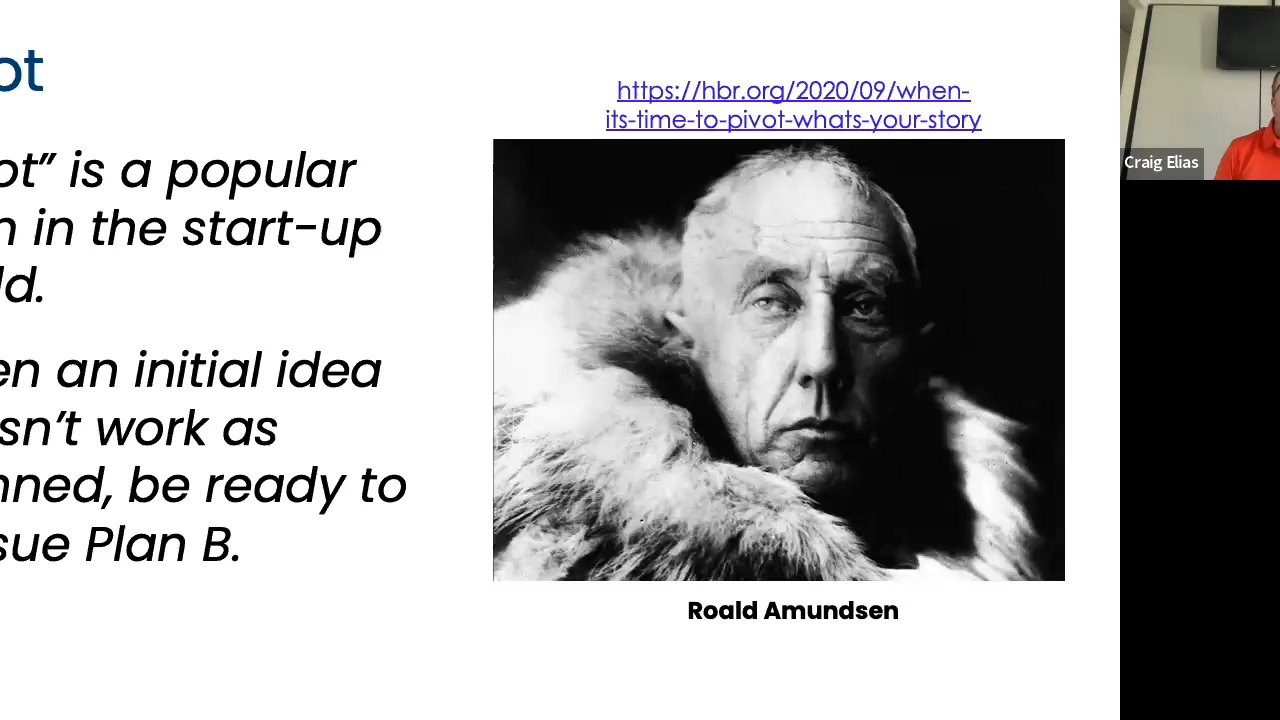 ot
ot” is a popular
n in the start-up
ld.
en an initial idea
sn’t work as
nned, be ready to
sue Plan B.
https://hbr.org/2020/09/when-
its-time-to-pivot-whats-your-story
Roald Amundsen
Craig Elias